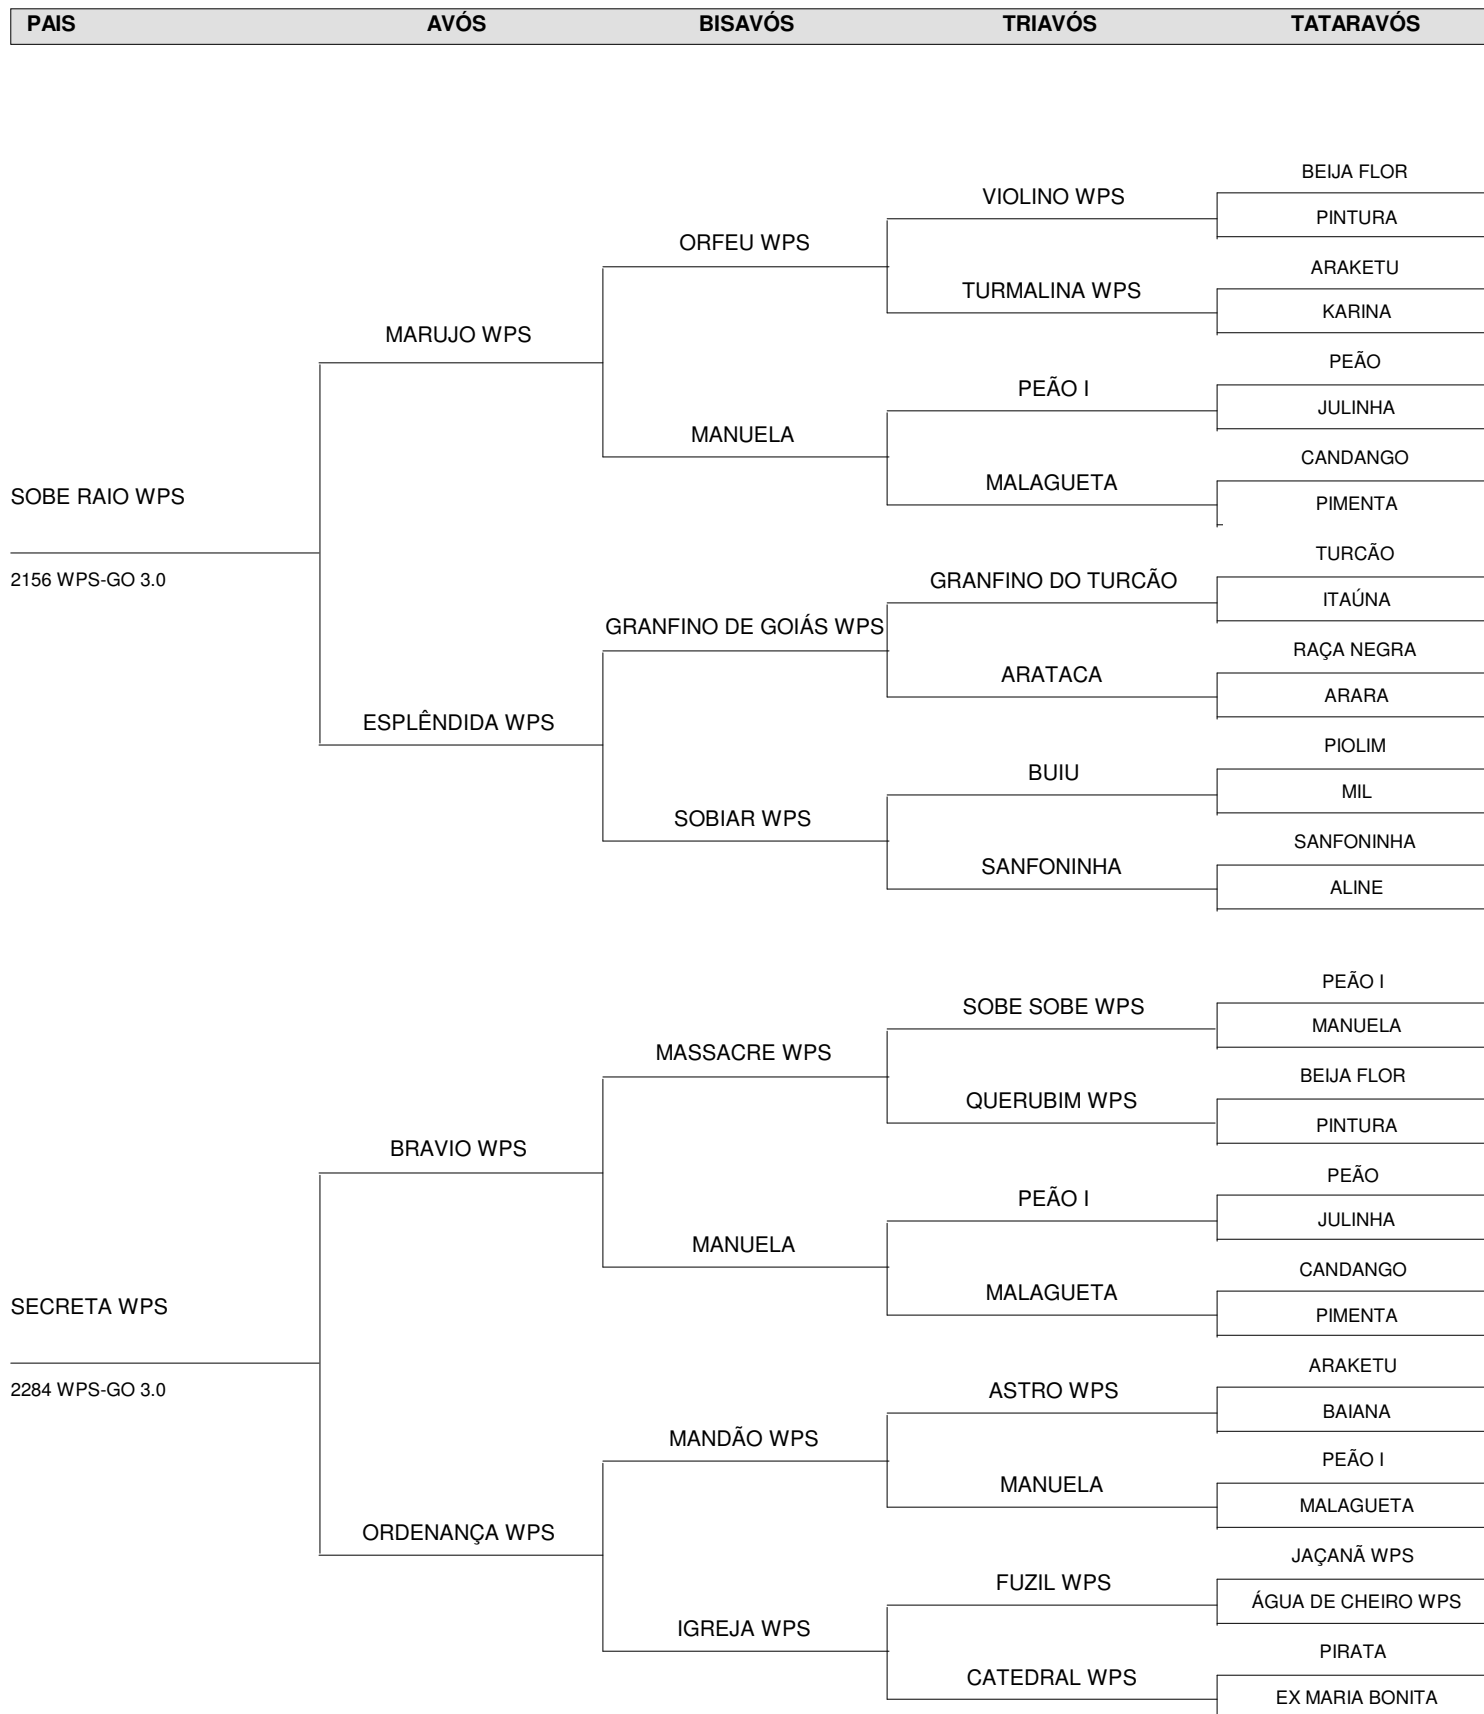 PAIS AVÓS BISAVÓS TRIAVÓS TATARAVÓS
BEIJA FLOR
VIOLINO WPS
PINTURA
ORFEU WPS
ARAKETU
TURMALINA WPS
KARINA
MARUJO WPS
PEÃO
PEÃO I
JULINHA
MANUELA
CANDANGO
MALAGUETA
SOBE RAIO WPS
PIMENTA
TURCÃO
2156 WPS-GO 3.0
GRANFINO DO TURCÃO
ITAÚNA
GRANFINO DE GOIÁS WPS
RAÇA NEGRA
ARATACA
ARARA
ESPLÊNDIDA WPS
PIOLIM
BUIU
MIL
SOBIAR WPS
SANFONINHA
SANFONINHA
ALINE
PEÃO I
SOBE SOBE WPS
MANUELA
MASSACRE WPS
BEIJA FLOR
QUERUBIM WPS
PINTURA
BRAVIO WPS
PEÃO
PEÃO I
JULINHA
MANUELA
CANDANGO
MALAGUETA
SECRETA WPS
PIMENTA
ARAKETU
2284 WPS-GO 3.0
ASTRO WPS
BAIANA
MANDÃO WPS
PEÃO I
MANUELA
MALAGUETA
ORDENANÇA WPS
JAÇANÃ WPS
FUZIL WPS
ÁGUA DE CHEIRO WPS
IGREJA WPS
PIRATA
CATEDRAL WPS
EX MARIA BONITA